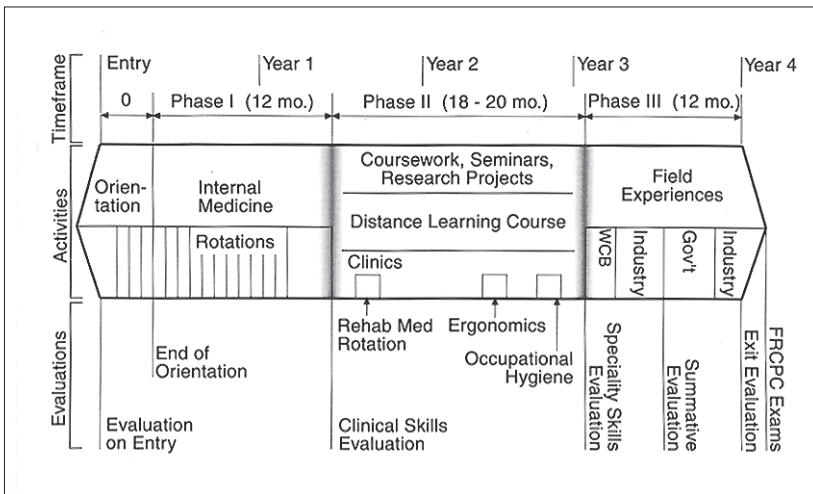 Timeframe
Entry
Year 1
Year 2
Year 3
Year 4
0
Phase I (12 mo.)
Phase II (18 - 20 mo.)
Phase III (12 mo.)
Activities
Orien-
tation
Internal
Medicine
Rotations
Coursework, Seminars,
Research Projects
Distance Learning Course
Clinics
Field
Experiences
WCB
Industry
Gov't
Industry
Evaluations
Rehab Med
Rotation
Ergonomics
Occupational
Hygiene
End of
Orientation
Evaluation
on Entry
Clinical Skills
Evaluation
Speciality Skills
Evaluation
Summative
Evaluation
Exit Evaluation
FRCPC Exams